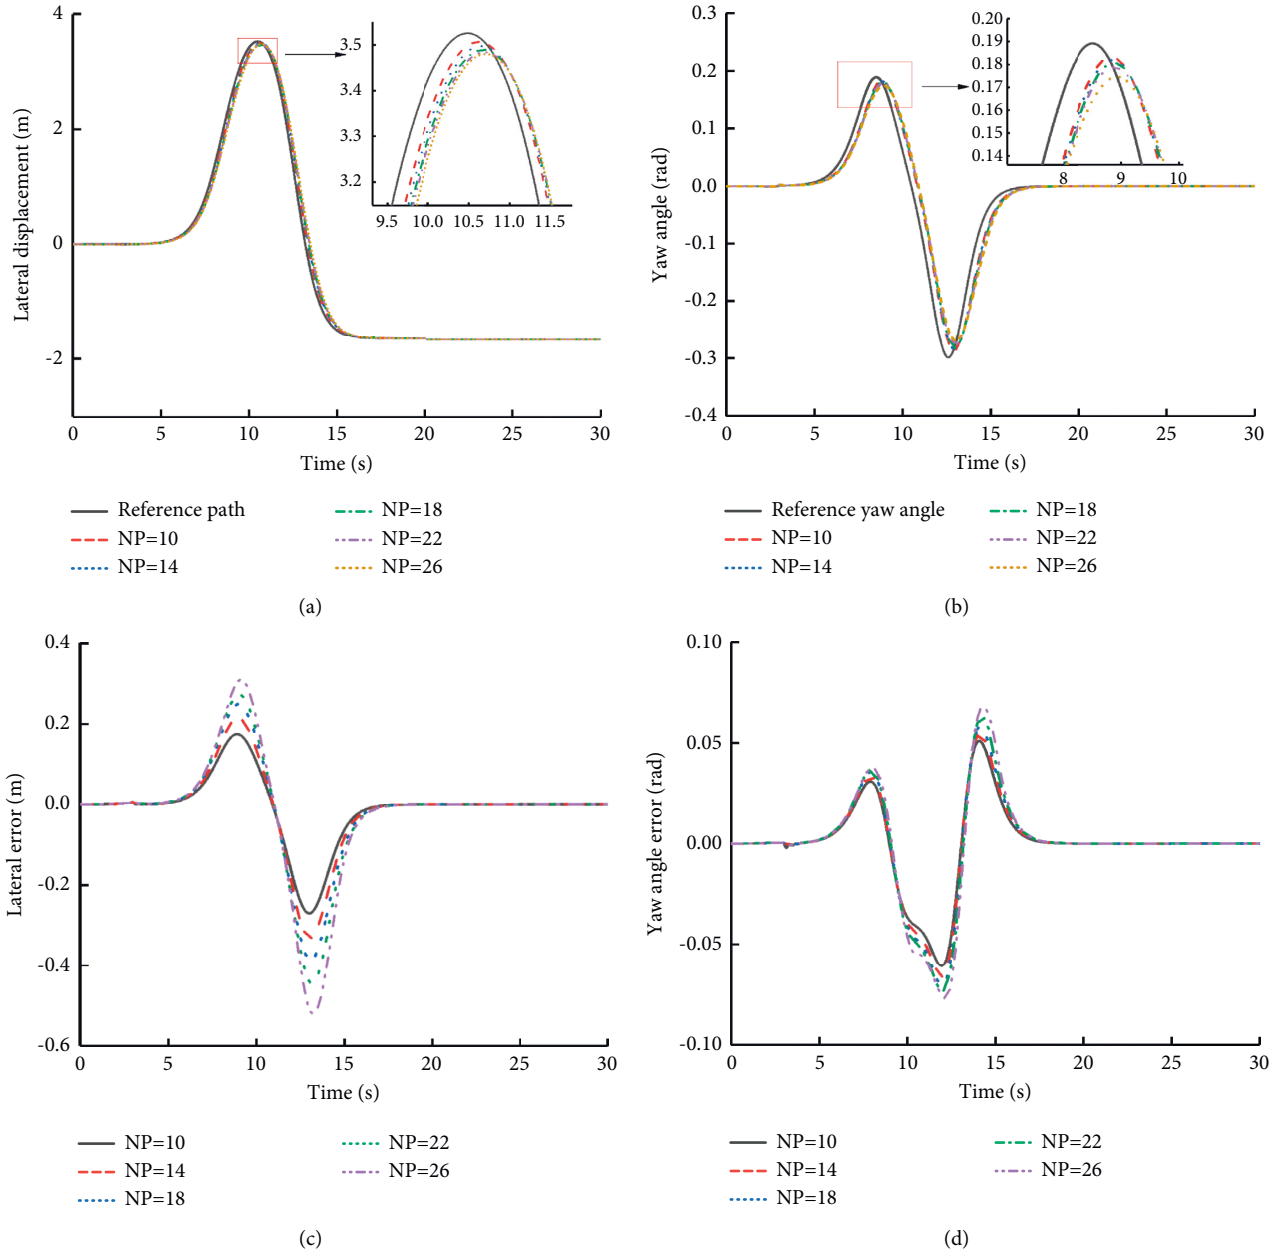 4
2
0
-2
Lateral displacement (m)
0 5 10 15 20 25 30
Time (s)
3.5
3.4
3.3
3.2
9.5 10.0 10.5 11.0 11.5
Reference path
NP=10
NP=14
NP=18
NP=22
NP=26
(a)
0.3
0.2
0.1
0.0
-0.1
-0.2
-0.3
-0.4
Yaw angle (rad)
0 5 10 15 20 25 30
Time (s)
0.20
0.19
0.18
0.17
0.16
0.15
0.14
8 9 10
Reference yaw angle
NP=10
NP=14
NP=18
NP=22
NP=26
(b)
0.4
0.2
0.0
-0.2
-0.4
-0.6
Lateral error (m)
0 5 10 15 20 25 30
Time (s)
NP=10
NP=14
NP=18
NP=22
NP=26
(c)
0.10
0.05
0.00
-0.05
-0.10
Yaw angle error (rad)
0 5 10 15 20 25 30
Time (s)
NP=10
NP=14
NP=18
NP=22
NP=26
(d)